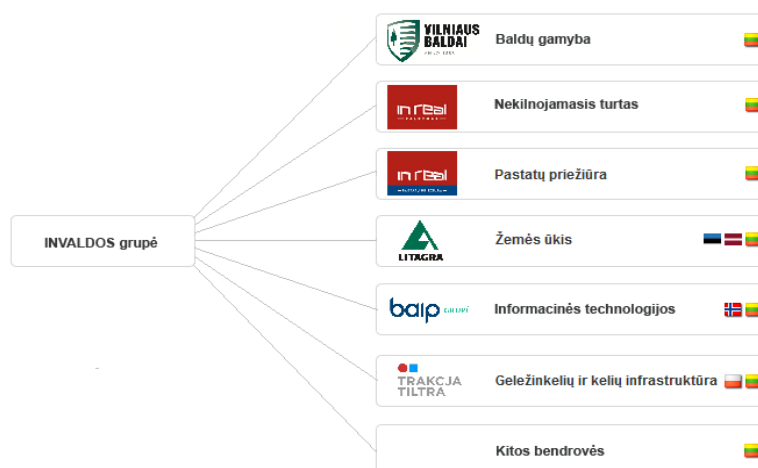 VILNIAUS
BALDAI
Baldų gamyba
in real
Nekilnojamasis turtas
in real
Pastatų priežiūra
INVALDOS grupė
LITAGRA
Žemės ūkis
baip GRUPĖ
Informacinės technologijos
TRAKCJA
TILTRA
Geležinkelių ir kelių infrastruktūra
Kitos bendrovės